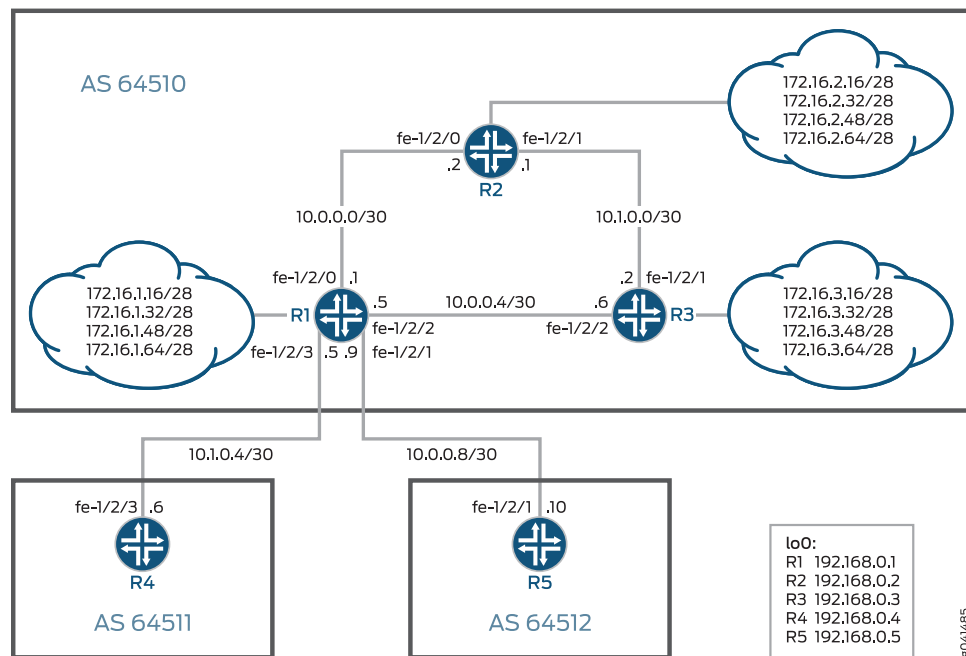 AS 64510
172.16.2.16/28
172.16.2.32/28
172.16.2.48/28
172.16.2.64/28
fe-1/2/0 fe-1/2/1
.2 .1
R2
10.0.0.0/30
10.1.0.0/30
172.16.1.16/28
172.16.1.32/28
172.16.1.48/28
172.16.1.64/28
fe-1/2/0 .1
R1
.5
fe-1/2/2
fe-1/2/3 .5 .9 fe-1/2/1
10.0.0.4/30
.2 fe-1/2/1
.6
fe-1/2/2
R3
172.16.3.16/28
172.16.3.32/28
172.16.3.48/28
172.16.3.64/28
10.1.0.4/30
10.0.0.8/30
fe-1/2/3 .6
R4
AS 64511
fe-1/2/1 .10
R5
AS 64512
lo0:
R1 192.168.0.1
R2 192.168.0.2
R3 192.168.0.3
R4 192.168.0.4
R5 192.168.0.5
g041485